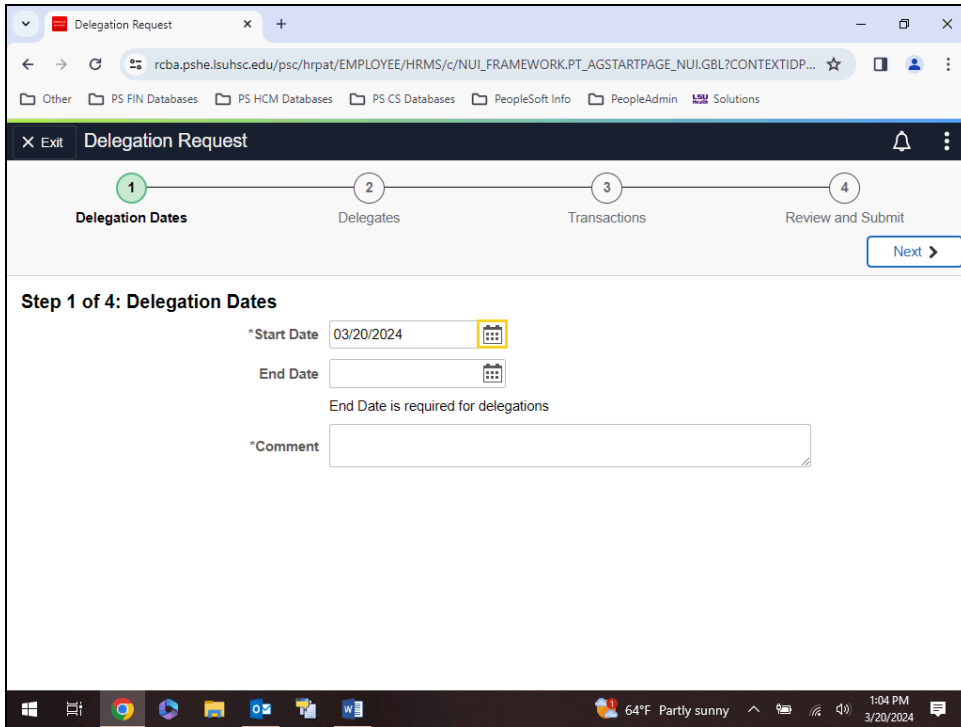 Delegation Request
rcba.pshe.lsuhsc.edu/psc/hrpat/EMPLOYEE/HRMS/c/NUI_FRAMEWORK.PT_AGSTARTPAGE_NUI.GBL?CONTEXTIDP...
Other PS FIN Databases PS HCM Databases PS CS Databases PeopleSoft Info PeopleAdmin LSU Solutions
Exit Delegation Request
1 2 3 4
Delegation Dates Delegates Transactions Review and Submit
Next
Step 1 of 4: Delegation Dates
*Start Date 03/20/2024
End Date
End Date is required for delegations
*Comment
1 64°F Partly sunny 1:04 PM
3/20/2024